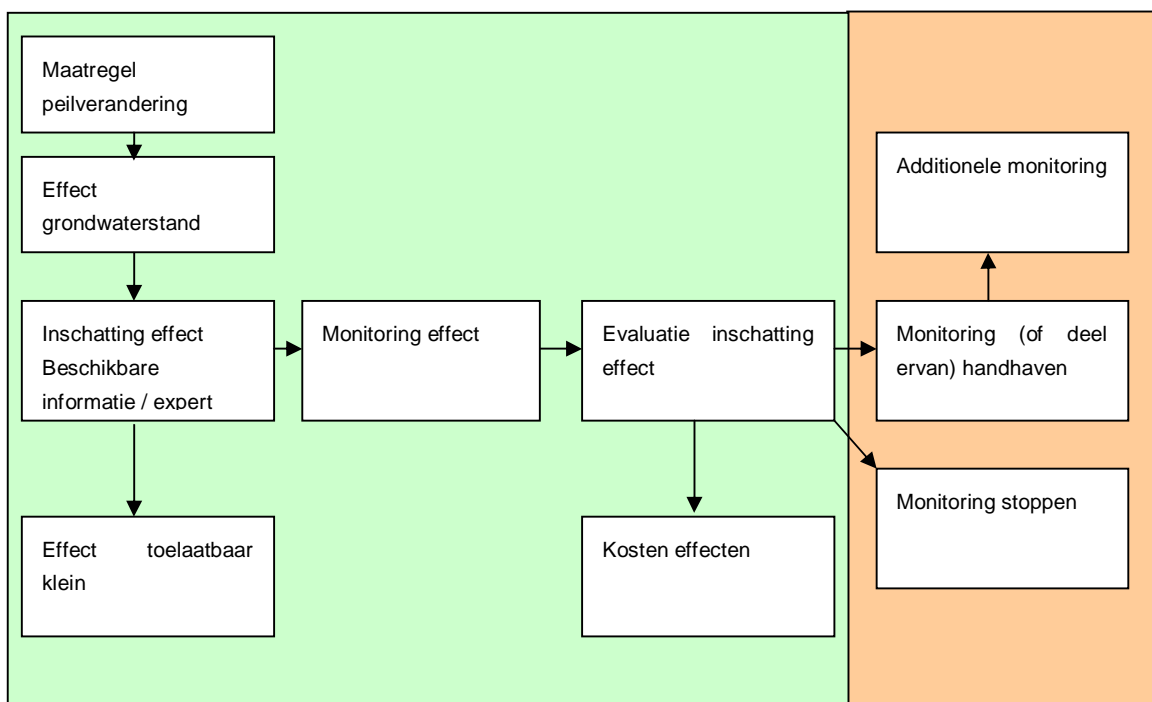 Maatregel
peilverandering
Effect
grondwaterstand
Inschatting effect
Beschikbare
informatie / expert
Effect toelaatbaar
klein
Monitoring effect
Evaluatie inschatting
effect
Kosten effecten
Additionele monitoring
Monitoring (of deel
ervan) handhaven
Monitoring stoppen